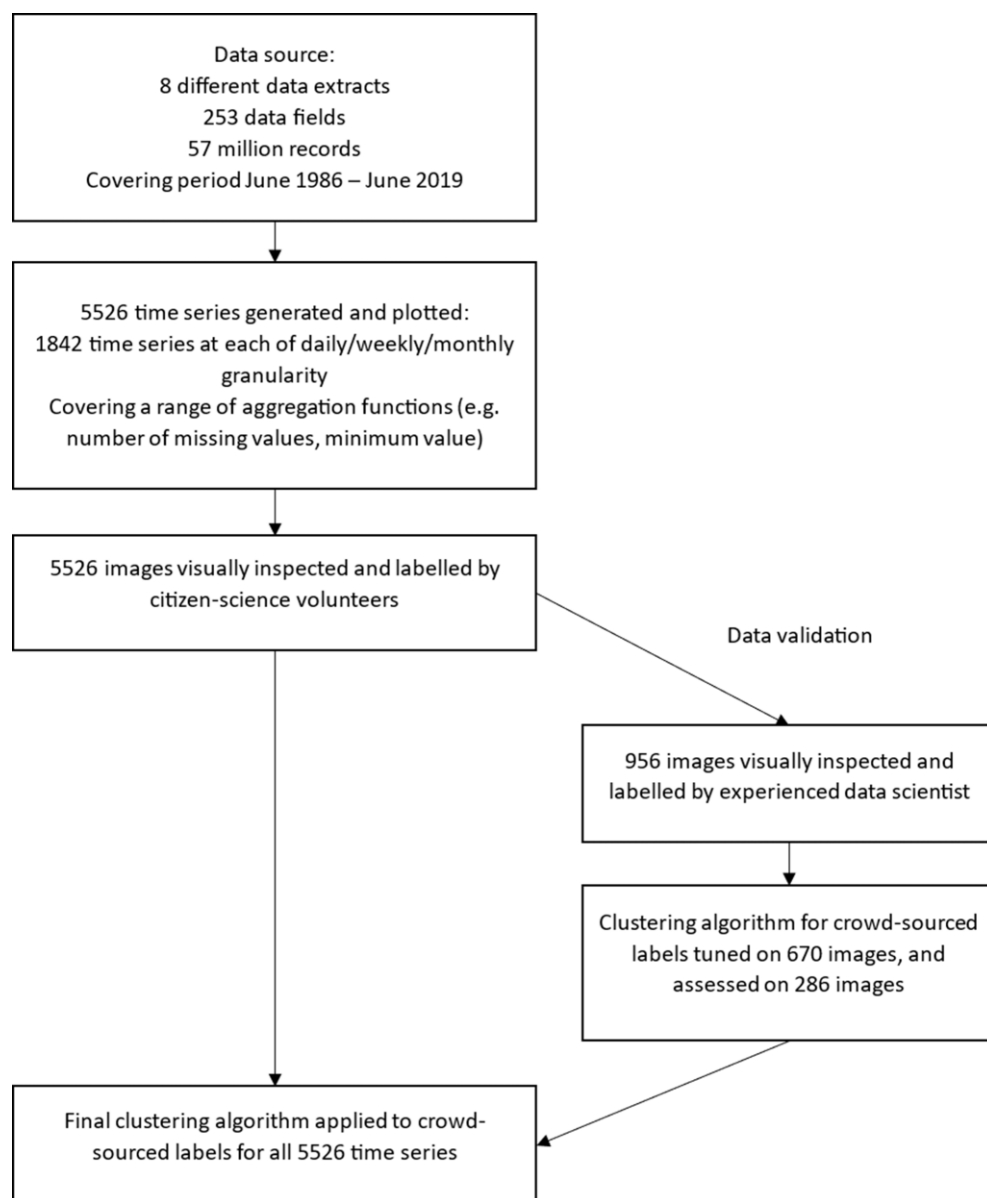 Data source:
8 different data extracts
253 data fields
57 million records
Covering period June 1986 – June 2019
5526 time series generated and plotted:
1842 time series at each of daily/weekly/monthly
granularity
Covering a range of aggregation functions (e.g.
number of missing values, minimum value)
5526 images visually inspected and labelled by
citizen-science volunteers
Data validation
956 images visually inspected and
labelled by experienced data scientist
Clustering algorithm for crowd-sourced
labels tuned on 670 images, and
assessed on 286 images
Final clustering algorithm applied to crowd-
sourced labels for all 5526 time series